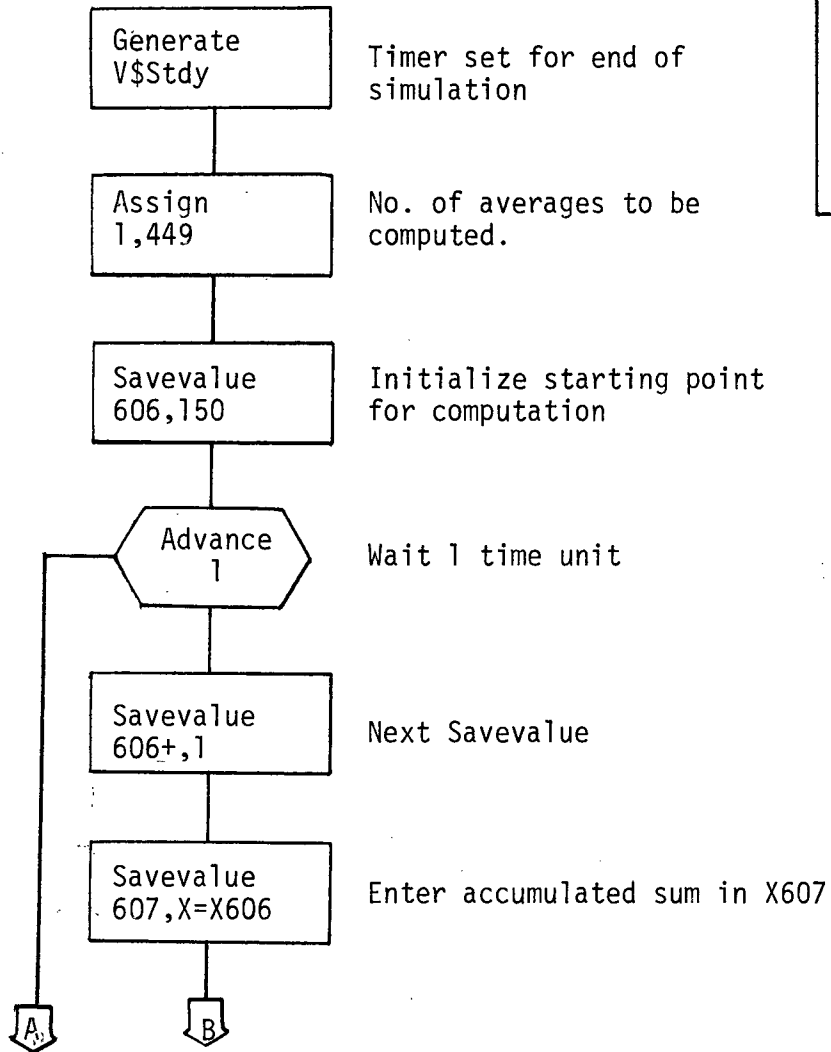 Generate
V$Stdy
Timer set for end of
simulation
Assign
1,449
No. of averages to be
computed.
Savevalue
606,150
Initialize starting point
for computation
Advance
1
Wait 1 time unit
Savevalue
606+,1
Next Savevalue
Savevalue
607,X=X606
Enter accumulated sum in X607
A
B